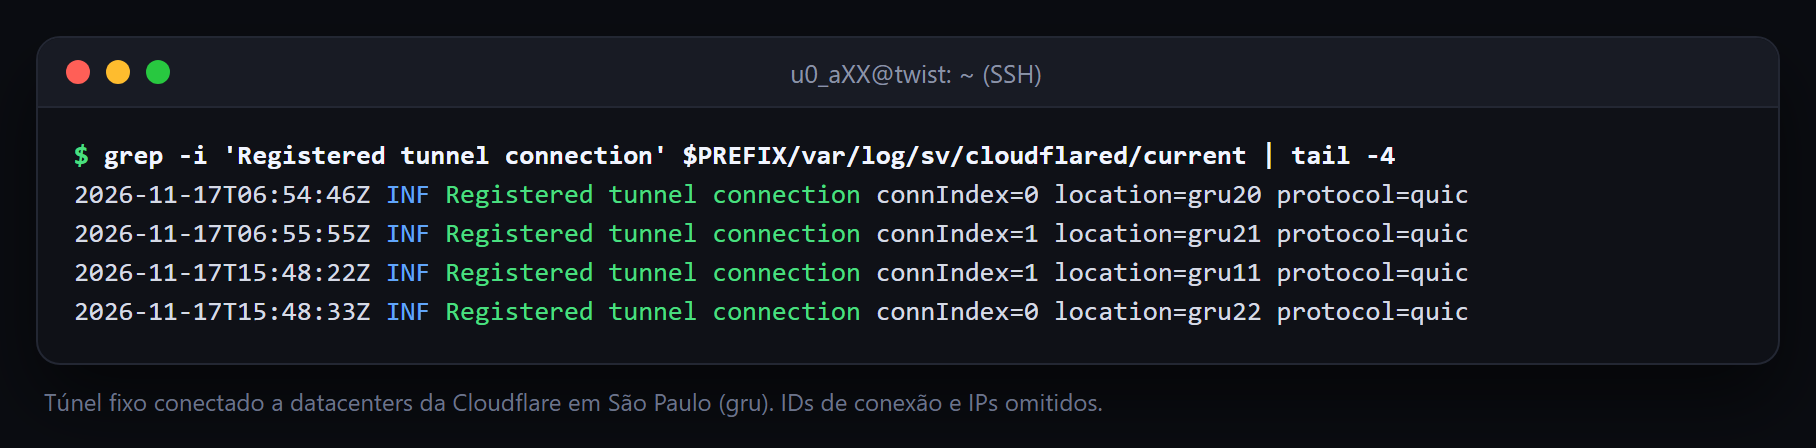 u0_aXX@twist: ~ (SSH)
$ grep -i 'Registered tunnel connection' $PREFIX/var/log/sv/cloudflared/current | tail -4
2026-11-17T06:54:46Z INF Registered tunnel connection connIndex=0 location=gru20 protocol=quic
2026-11-17T06:55:55Z INF Registered tunnel connection connIndex=1 location=gru21 protocol=quic
2026-11-17T15:48:22Z INF Registered tunnel connection connIndex=1 location=gru11 protocol=quic
2026-11-17T15:48:33Z INF Registered tunnel connection connIndex=0 location=gru22 protocol=quic
Túnel fixo conectado a datacenters da Cloudflare em São Paulo (gru). IDs de conexão e IPs omitidos.